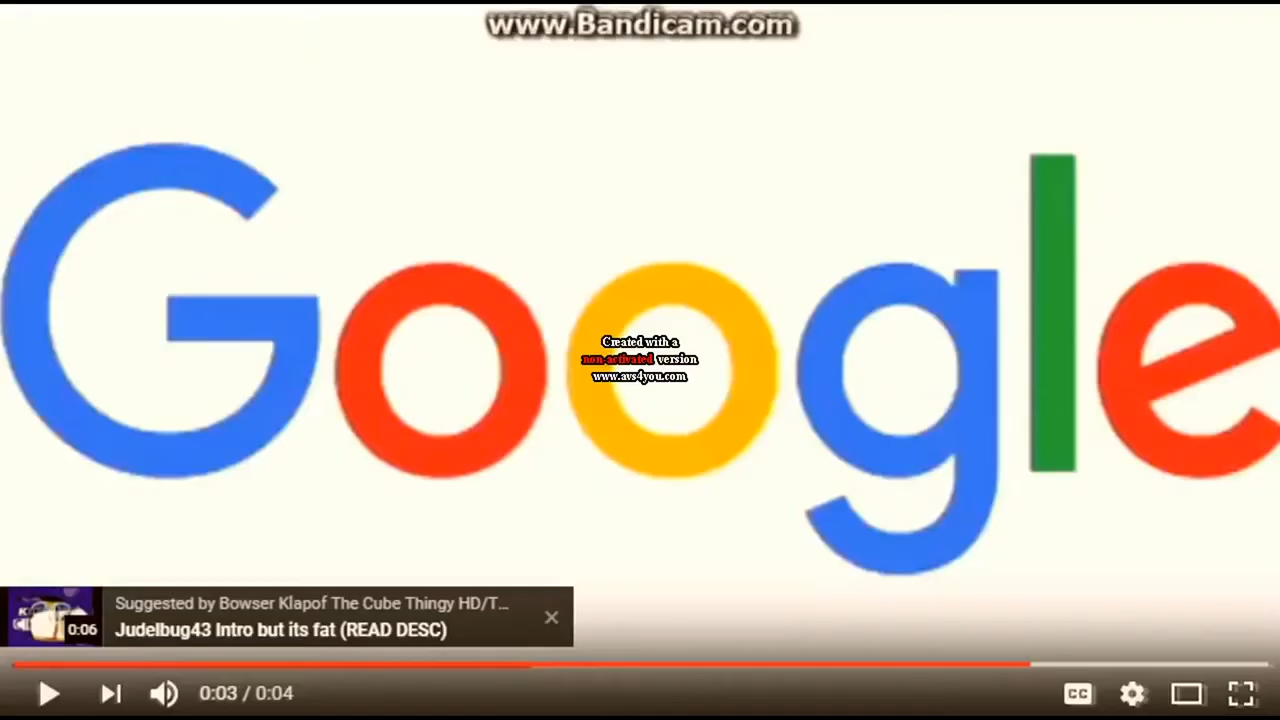 www.Bandicam.com
Google
Created with a
non-activated version
www.avs4you.com
Suggested by Bowser Klapof The Cube Thingy HD/T...
0:06
Judelbug43 Intro but its fat (READ DESC)
0:03 / 0:04
CC